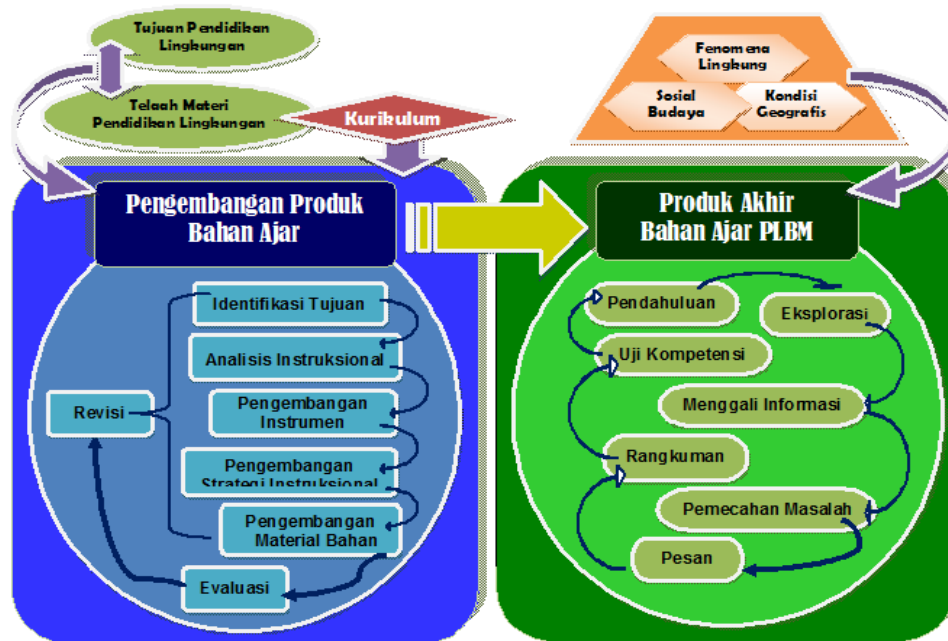 Tujuan Pendidikan
Lingkungan
Telaah Materi
Pendidikan Lingkungan
Kurikulum
Fenomena
Lingkung
Sosial
Budaya
Kondisi
Geografis
Pengembangan Produk
Bahan Ajar
Identifikasi Tujuan
Analisis Instruksional
Pengembangan
Instrumen
Pengembangan
Strategi Instruksional
Pengembangan
Material Bahan
Revisi
Evaluasi
Produk Akhir
Bahan Ajar PLBM
Pendahuluan
Eksplorasi
Uji Kompetensi
Menggali Informasi
Rangkuman
Pemecahan Masalah
Pesan